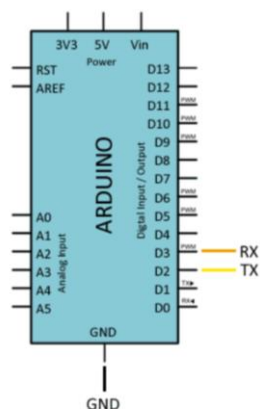 3V3 5V Vin
Power
RST
AREF
A0
A1
A2
A3
A4
A5
Analog Input
ARDUINO
Digtal Input / Output
D13
D12
PWM D11
PWM D10
PWM D9
D8
D7
PWM D6
PWM D5
D4
D3 PWM RX
D2 TX
D1 TX
D0 RX
GND
GND